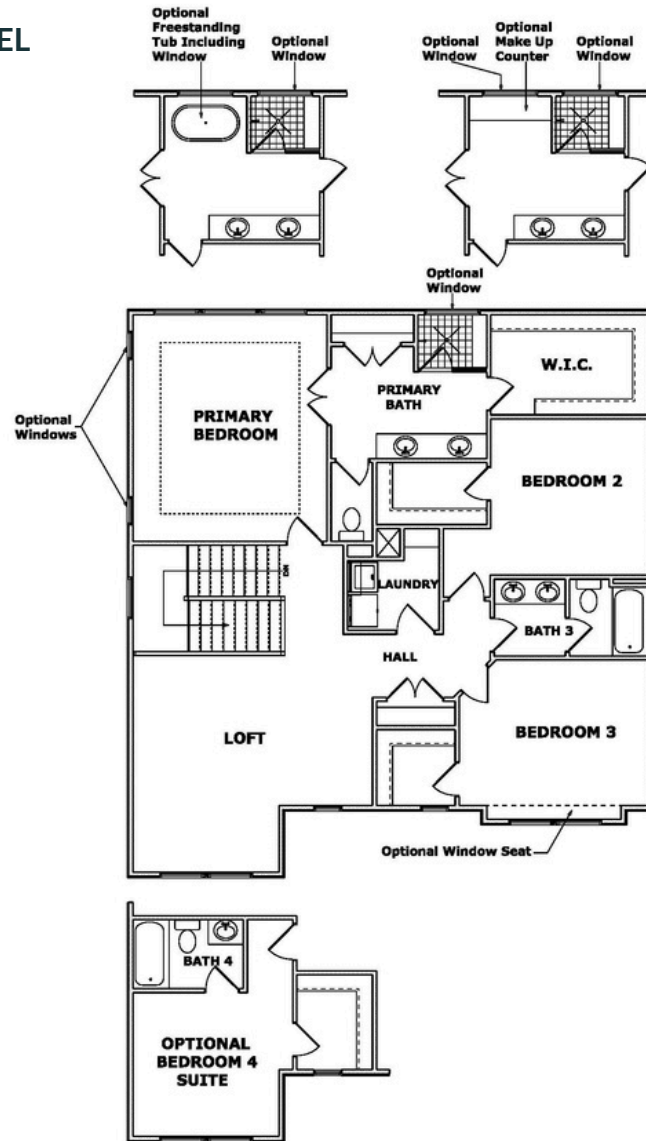 EL
Optional
Freestanding
Tub Including
Window
Optional
Window
Optional
Window
Optional
Make Up
Counter
Optional
Window
Optional
Window
Optional
Windows
PRIMARY
BEDROOM
PRIMARY
BATH
W.I.C.
BEDROOM 2
DN
LAUNDRY
BATH 3
HALL
LOFT
BEDROOM 3
Optional Window Seat
BATH 4
OPTIONAL
BEDROOM 4
SUITE